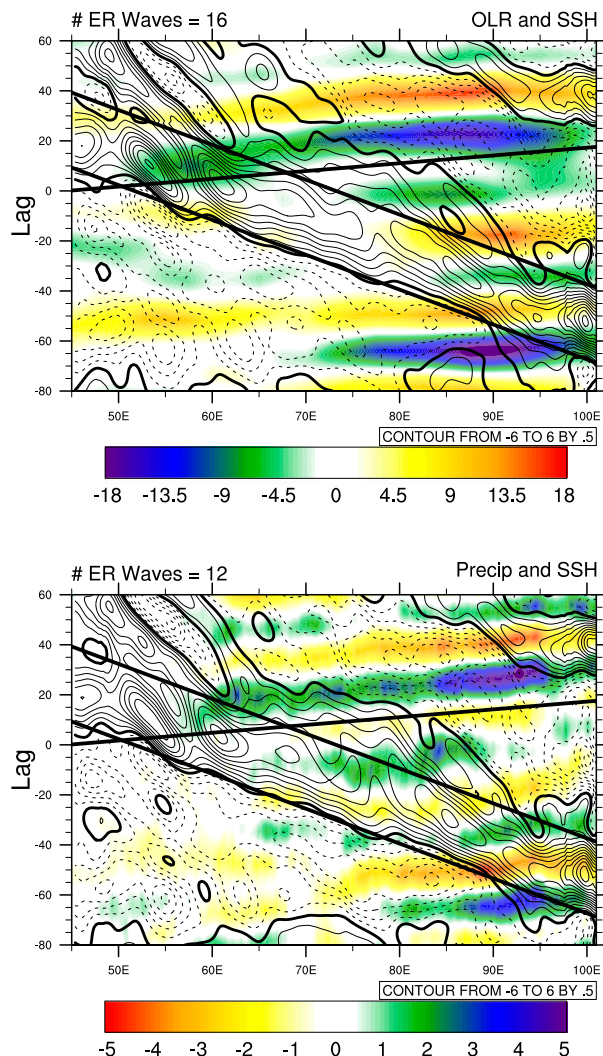 # ER Waves = 16 OLR and SSH
60
40
20
0
-20
-40
-60
-80
Lag
50E 60E 70E 80E 90E 100E
CONTOUR FROM -6 TO 6 BY .5
-18 -13.5 -9 -4.5 0 4.5 9 13.5 18
# ER Waves = 12 Precip and SSH
60
40
20
0
-20
-40
-60
-80
Lag
50E 60E 70E 80E 90E 100E
CONTOUR FROM -6 TO 6 BY .5
-5 -4 -3 -2 -1 0 1 2 3 4 5